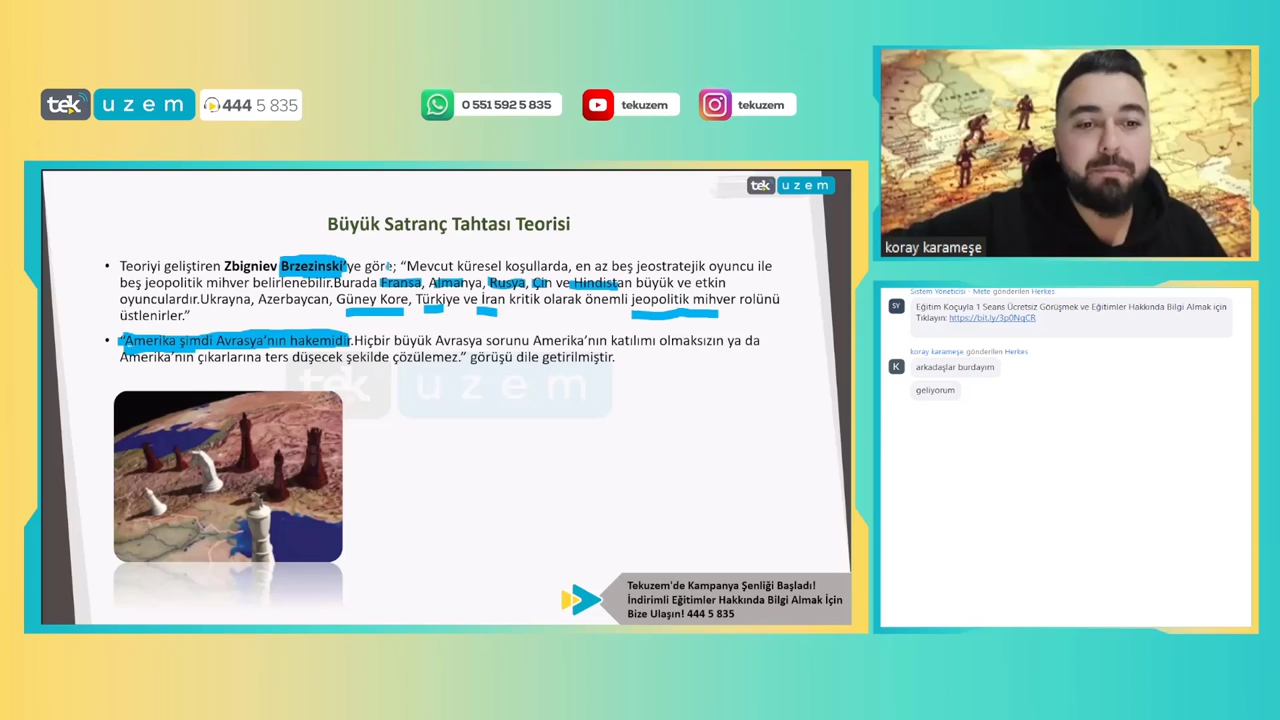 tek uzem 444 5 835
0 551 592 5 835
tekuzem
tekuzem
tek uzem
Büyük Satranç Tahtası Teorisi
• Teoriyi geliştiren Zbigniev Brzezinski'ye göre; “Mevcut küresel koşullarda, en az beş jeostratejik oyuncu ile
beş jeopolitik mihver belirlenebilir.Burada Fransa, Almanya, Rusya, Çin ve Hindistan büyük ve etkin
oyunculardır.Ukrayna, Azerbaycan, Güney Kore, Türkiye ve İran kritik olarak önemli jeopolitik mihver rolünü
üstlenirler.”
• “Amerika şimdi Avrasya’nın hakemidir.Hiçbir büyük Avrasya sorunu Amerika’nın katılımı olmaksızın ya da
Amerika’nın çıkarlarına ters düşecek şekilde çözülemez.” görüşü dile getirilmiştir.
tek uzem
Tekuzem'de Kampanya Şenliği Başladı!
İndirimli Eğitimler Hakkında Bilgi Almak İçin
Bize Ulaşın! 444 5 835
koray karameşe
Sistem Yöneticisi - Mete gönderilen Herkes
SY
Eğitim Koçuyla 1 Seans Ücretsiz Görüşmek ve Eğitimler Hakkında Bilgi Almak için
Tıklayın: https://bit.ly/3p0NqCR
koray karameşe gönderilen Herkes
K
arkadaşlar burdayım
geliyorum